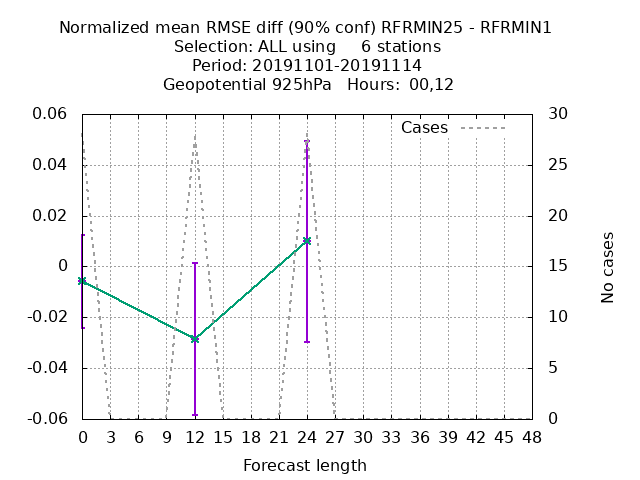 Normalized mean RMSE diff (90% conf) RFRMIN25 - RFRMIN1
Selection: ALL using     6 stations
Period: 20191101-20191114
Geopotential 925hPa   Hours: 00,12
Cases
0.06
0.04
0.02
0
-0.02
-0.04
-0.06
30
25
20
15
10
5
0
No cases
0 3 6 9 12 15 18 21 24 27 30 33 36 39 42 45 48
Forecast length